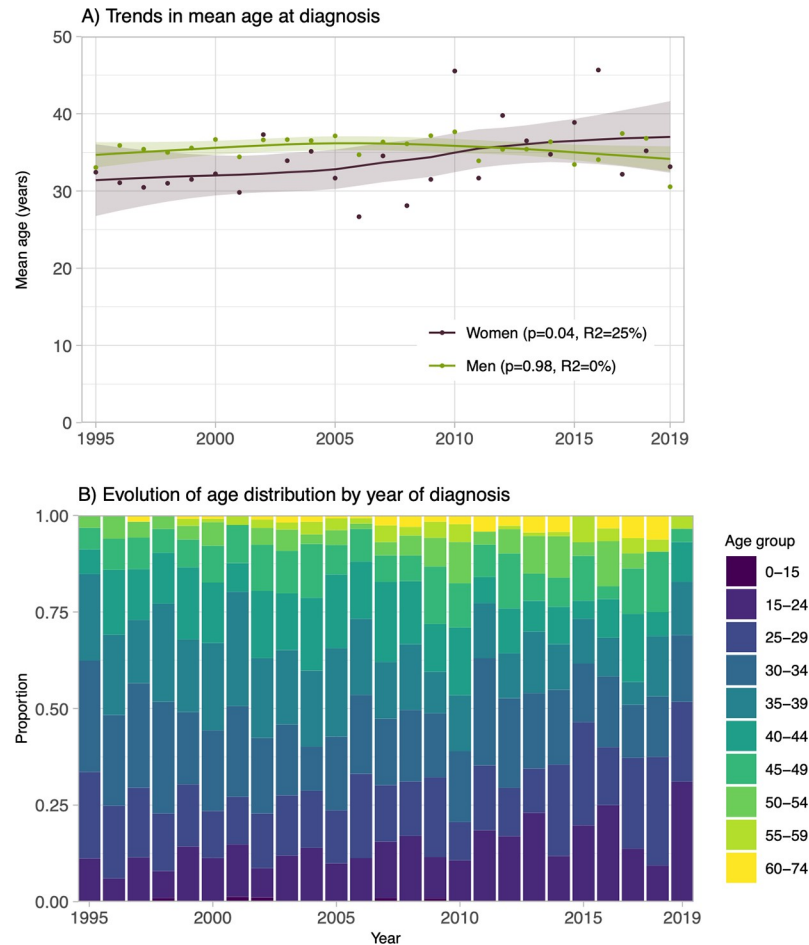 A) Trends in mean age at diagnosis
50
40
30
20
10
0
Mean age (years)
Women (p=0.04, R2=25%)
Men (p=0.98, R2=0%)
1995 2000 2005 2010 2015 2019
B) Evolution of age distribution by year of diagnosis
1.00
0.75
0.50
0.25
0.00
Proportion
1995 2000 2005 2010 2015 2019
Year
Age group
0–15
15–24
25–29
30–34
35–39
40–44
45–49
50–54
55–59
60–74